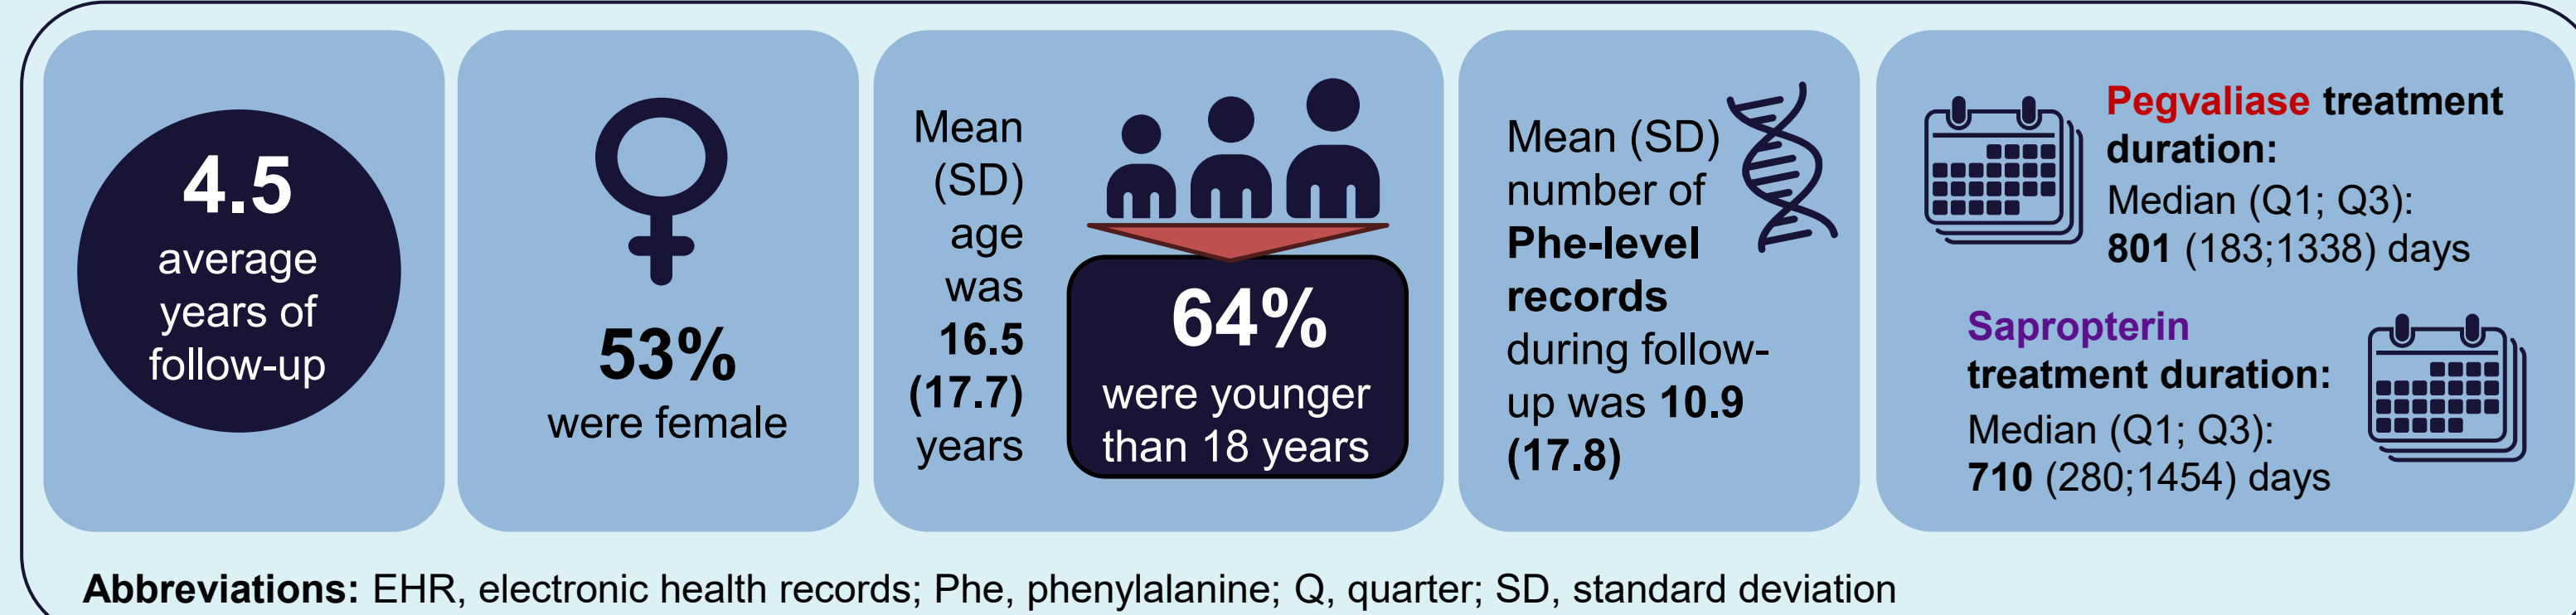 4.5
average
years of
follow-up
53%
were female
Mean
(SD)
age
was
16.5
(17.7)
years
64%
were younger
than 18 years
Mean (SD)
number of
Phe-level
records
during follow-
up was 10.9
(17.8)
Pegvaliase treatment
duration:
Median (Q1; Q3):
801 (183;1338) days
Sapropterin
treatment duration:
Median (Q1; Q3):
710 (280;1454) days
Abbreviations: EHR, electronic health records; Phe, phenylalanine; Q, quarter; SD, standard deviation